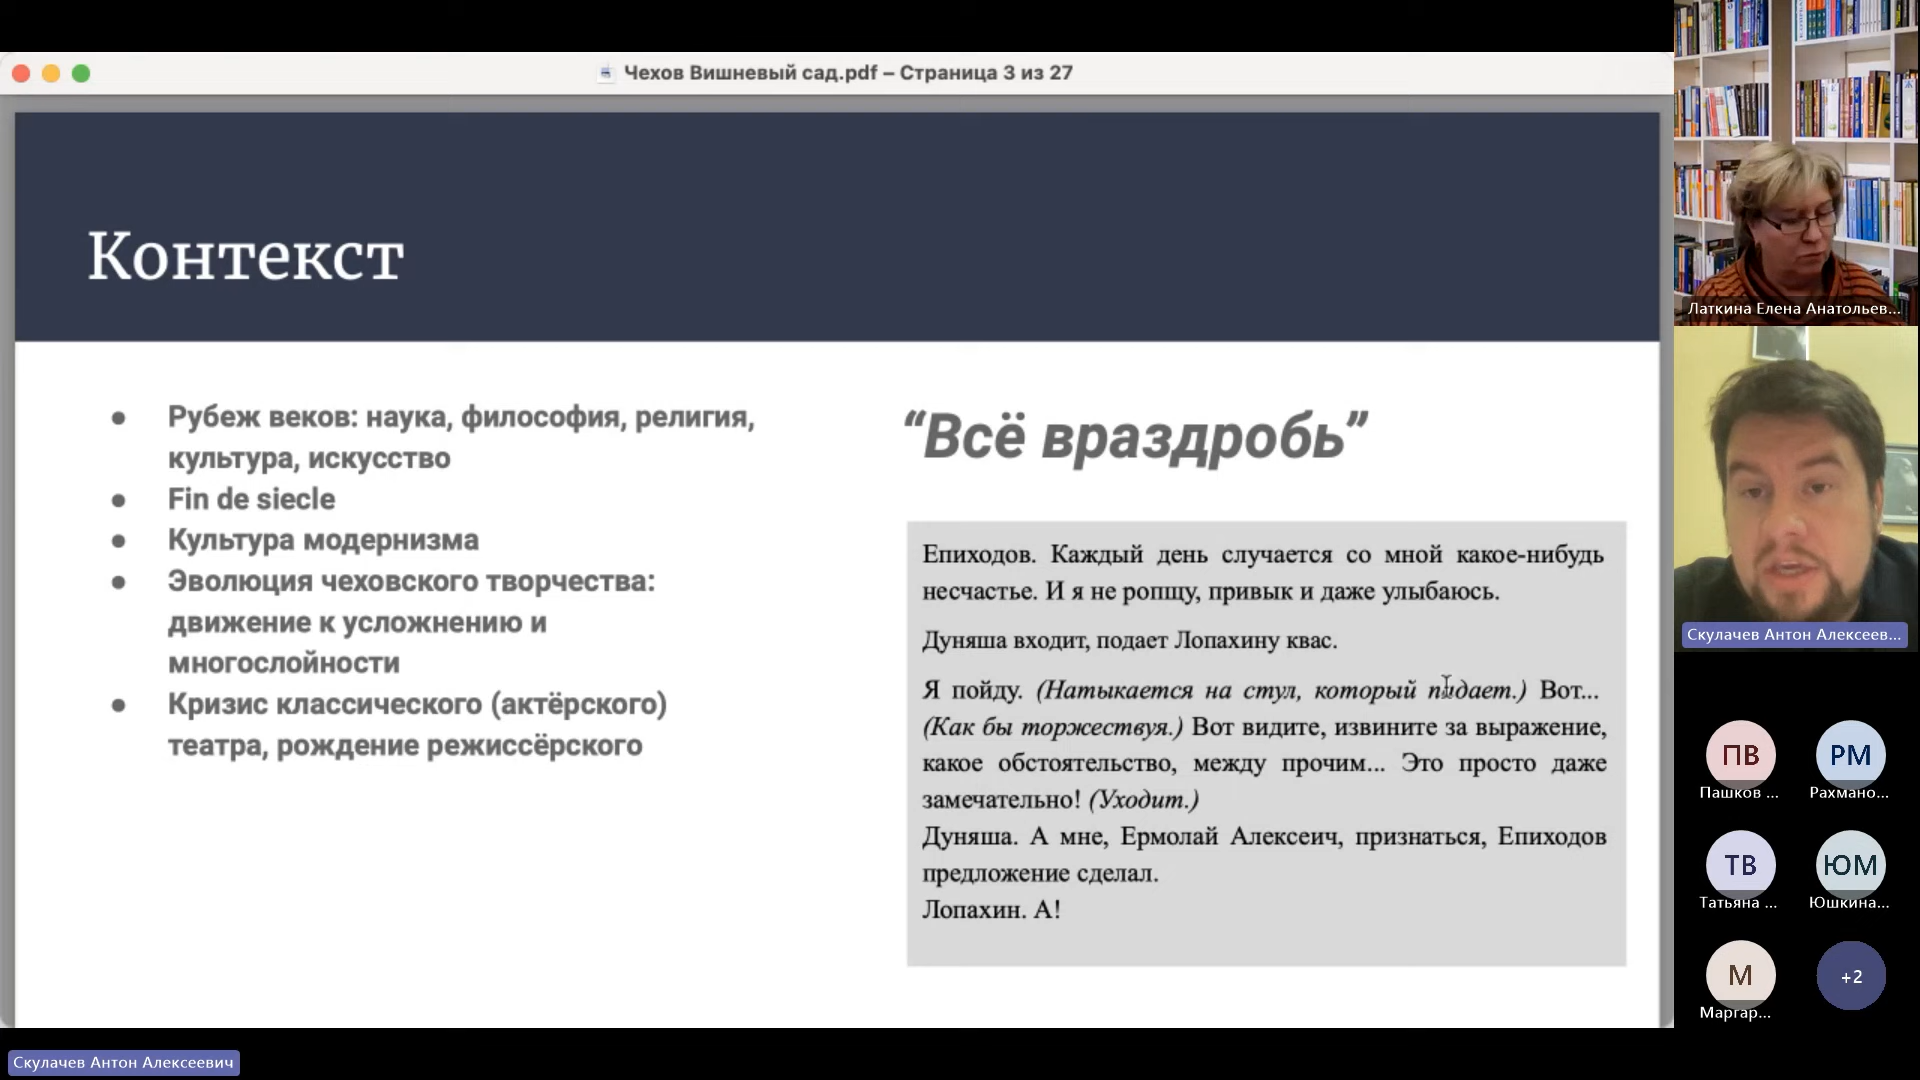 Чехов Вишневый сад.pdf – Страница 3 из 27
Контекст
● Рубеж веков: наука, философия, религия,
культура, искусство
● Fin de siecle
● Культура модернизма
● Эволюция чеховского творчества:
движение к усложнению и
многослойности
● Кризис классического (актёрского)
театра, рождение режиссёрского
“Всё враздробь”
Епиходов. Каждый день случается со мной какое-нибудь
несчастье. И я не ропщу, привык и даже улыбаюсь.
Дуняша входит, подает Лопахину квас.
Я пойду. (Натыкается на стул, который падает.) Вот...
(Как бы торжествуя.) Вот видите, извините за выражение,
какое обстоятельство, между прочим... Это просто даже
замечательно! (Уходит.)
Дуняша. А мне, Ермолай Алексеич, признаться, Епиходов
предложение сделал.
Лопахин. А!
Латкина Елена Анатольев...
Скулачев Антон Алексеев...
ПВ
Пашков ...
РМ
Рахмано...
ТВ
Татьяна ...
ЮМ
Юшкина...
М
Маргар...
+2
Скулачев Антон Алексеевич